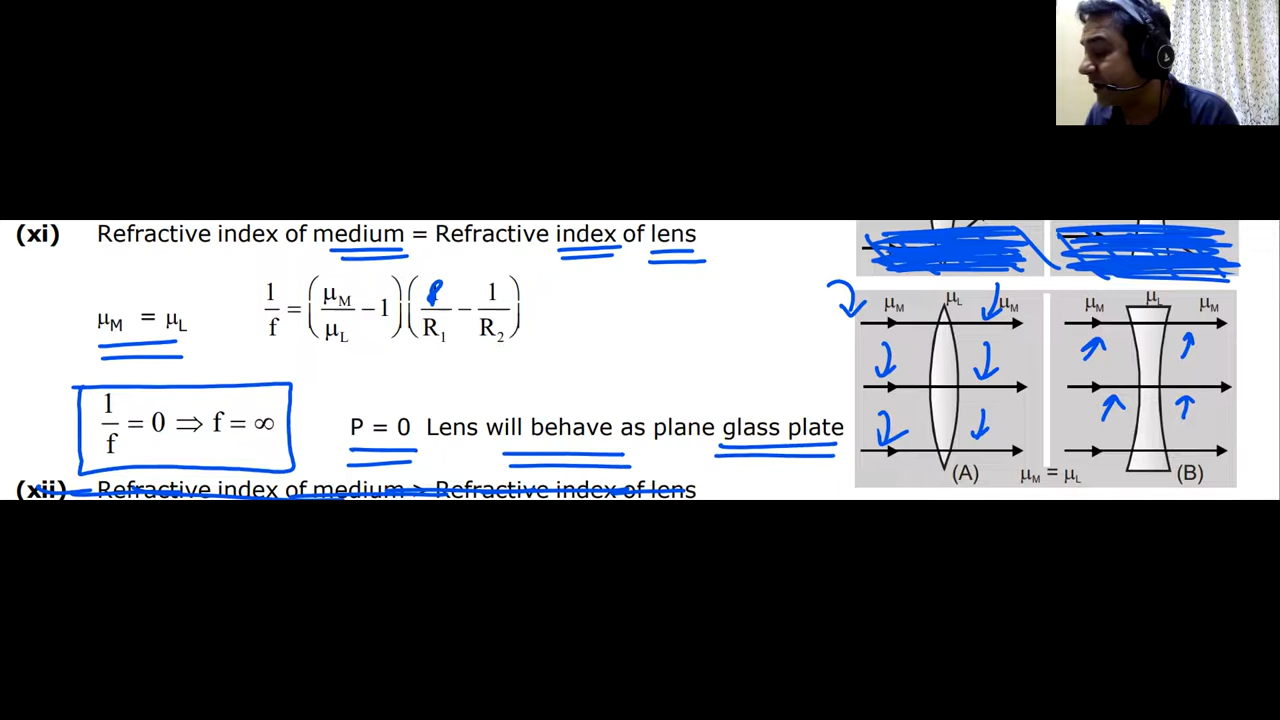 (xi) Refractive index of medium = Refractive index of lens
μM = μL
1/f = (μM/μL − 1)(1/R1 − 1/R2)
1/f = 0 ⇒ f = ∞
P = 0 Lens will behave as plane glass plate
(xii) Refractive index of medium > Refractive index of lens
μM μL μM
μM μL μM
(A) μM = μL (B)